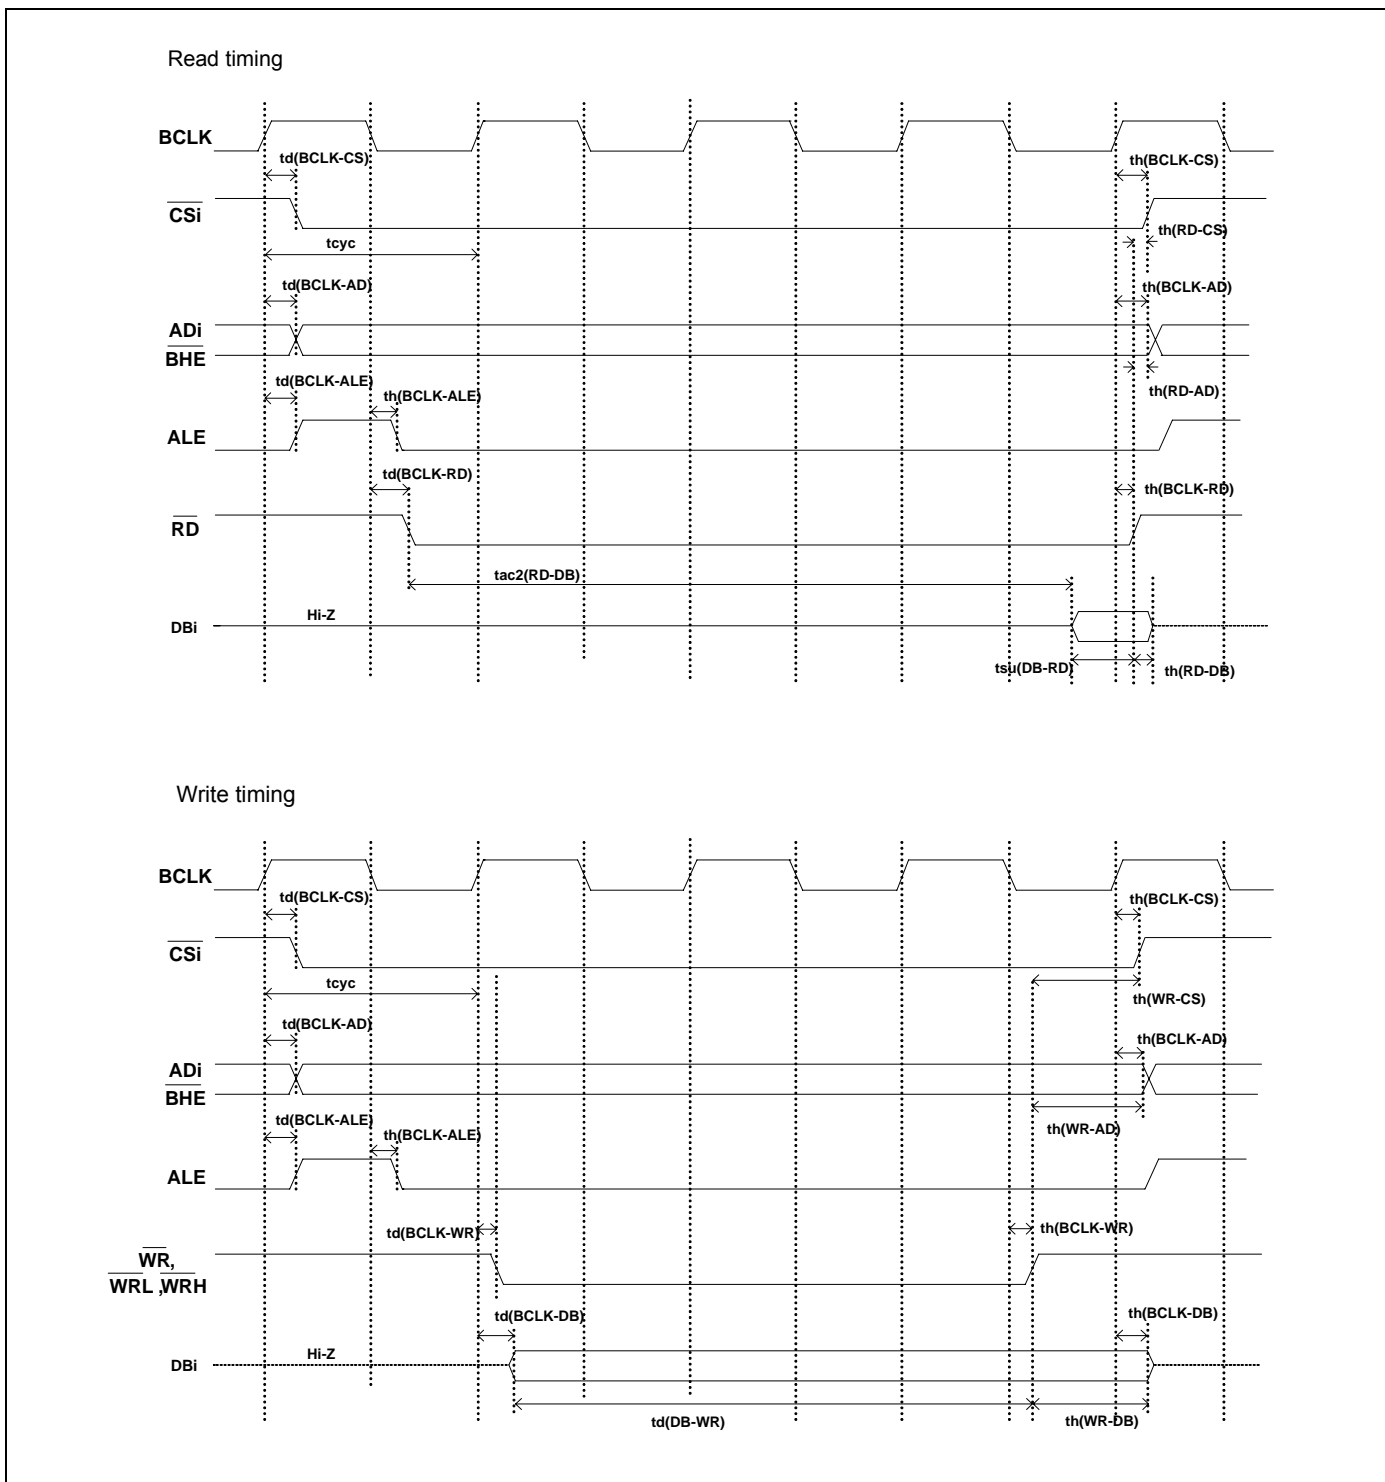 Read timing
BCLK
td(BCLK-CS)
th(BCLK-CS)
CSi
th(RD-CS)
tcyc
td(BCLK-AD)
th(BCLK-AD)
ADi
BHE
td(BCLK-ALE)
th(BCLK-ALE)
th(RD-AD)
ALE
td(BCLK-RD)
th(BCLK-RD)
RD
tac2(RD-DB)
Hi-Z
DBi
tsu(DB-RD)
th(RD-DB)
Write timing
BCLK
td(BCLK-CS)
th(BCLK-CS)
CSi
tcyc
th(WR-CS)
td(BCLK-AD)
th(BCLK-AD)
ADi
BHE
td(BCLK-ALE)
th(BCLK-ALE)
th(WR-AD)
ALE
td(BCLK-WR)
th(BCLK-WR)
WR,
WRL ,WRH
td(BCLK-DB)
th(BCLK-DB)
Hi-Z
DBi
td(DB-WR)
th(WR-DB)